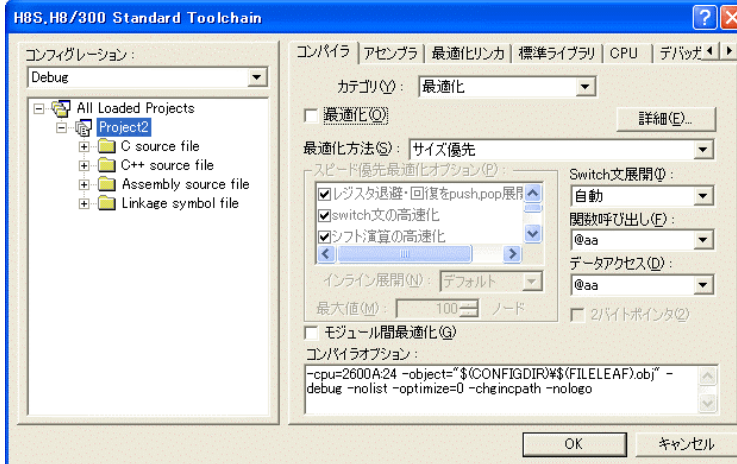 H8S,H8/300 Standard Toolchain
コンフィグレーション :
Debug
All Loaded Projects
Project2
C source file
C++ source file
Assembly source file
Linkage symbol file
コンパイラ アセンブラ 最適化リンカ 標準ライブラリ CPU デバッガ
カテゴリ(Y) : 最適化
最適化(O)
詳細(E)...
最適化方法(S) : サイズ優先
スピード優先最適化オプション(P) :
レジスタ退避・回復をpush,pop展開
switch文の高速化
シフト演算の高速化
インライン展開(N) : デフォルト
最大値(M) : 100 ノード
Switch文展開(I) :
自動
関数呼び出し(F) :
@aa
データアクセス(D) :
@aa
2バイトポインタ(2)
モジュール間最適化(G)
コンパイラオプション :
-cpu=2600A:24 -object="$(CONFIGDIR)¥$(FILELEAF).obj" -
debug -nolist -optimize=0 -chgincpath -nologo
OK キャンセル